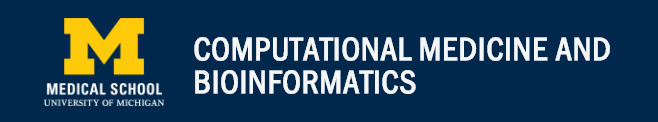 M
MEDICAL SCHOOL
UNIVERSITY OF MICHIGAN
COMPUTATIONAL MEDICINE AND
BIOINFORMATICS